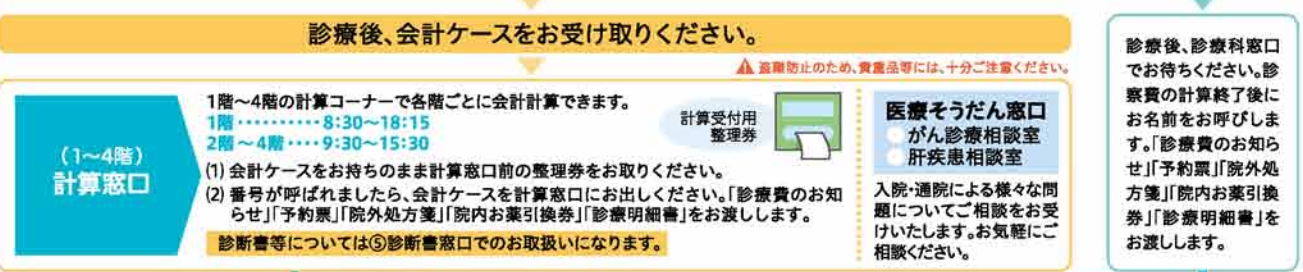 診療後、会計ケースをお受け取りください。
盗難防止のため、貴重品等には、十分ご注意ください。
(1~4階)
計算窓口
1階~4階の計算コーナーで各階ごとに会計計算できます。
1階・・・・・・・・・・8:30~18:15
2階~4階・・・・9:30~15:30
(1) 会計ケースをお持ちのまま計算窓口前の整理券をお取りください。
(2) 番号が呼ばれましたら、会計ケースを計算窓口にお出しください。「診療費のお知
らせ」「予約票」「院外処方箋」「院内お薬引換券」「診療明細書」をお渡しします。
診断書等については⑤診断書窓口でのお取扱いになります。
計算受付用
整理券
医療そうだん窓口
がん診療相談室
肝疾患相談室
入院・通院による様々な問
題についてご相談をお受
けいたします。お気軽にご
相談ください。
診療後、診療科窓口
でお待ちください。診
察費の計算終了後に
お名前をお呼びしま
す。「診療費のお知ら
せ」「予約票」「院外処
方箋」「院内お薬引換
券」「診療明細書」を
お渡しします。